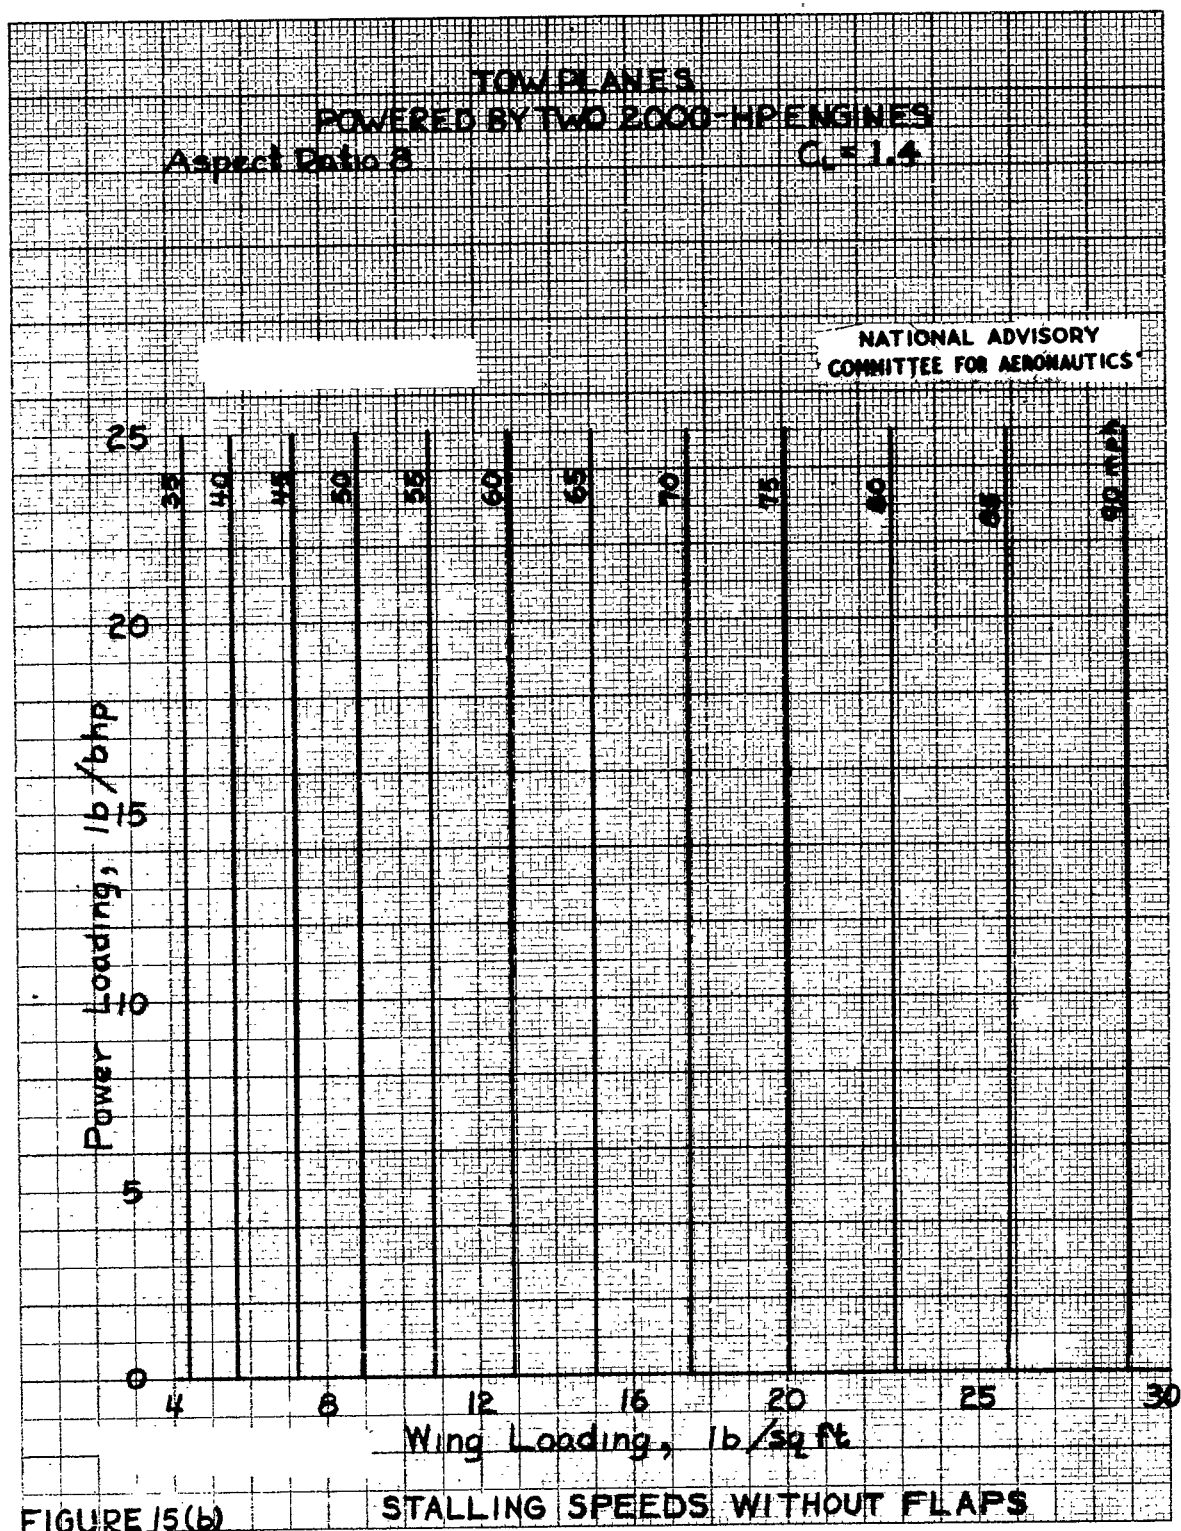 TOW PLANES
POWERED BY TWO 2000-HP ENGINES
Aspect Ratio 8
CL = 1.4
NATIONAL ADVISORY
COMMITTEE FOR AERONAUTICS
25
20
15
10
5
0
Power Loading, lb/bhp
35
40
45
50
55
60
65
70
75
80
85
90 mph
4
8
12
16
20
25
30
Wing Loading, lb/sq ft
FIGURE 15(b)
STALLING SPEEDS WITHOUT FLAPS